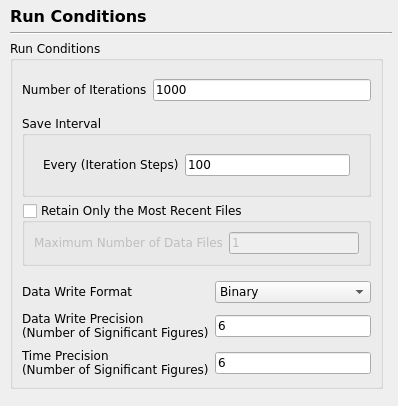 Run Conditions
Run Conditions
Number of Iterations 1000
Save Interval
Every (Iteration Steps) 100
Retain Only the Most Recent Files
Maximum Number of Data Files 1
Data Write Format Binary
Data Write Precision
(Number of Significant Figures) 6
Time Precision
(Number of Significant Figures) 6